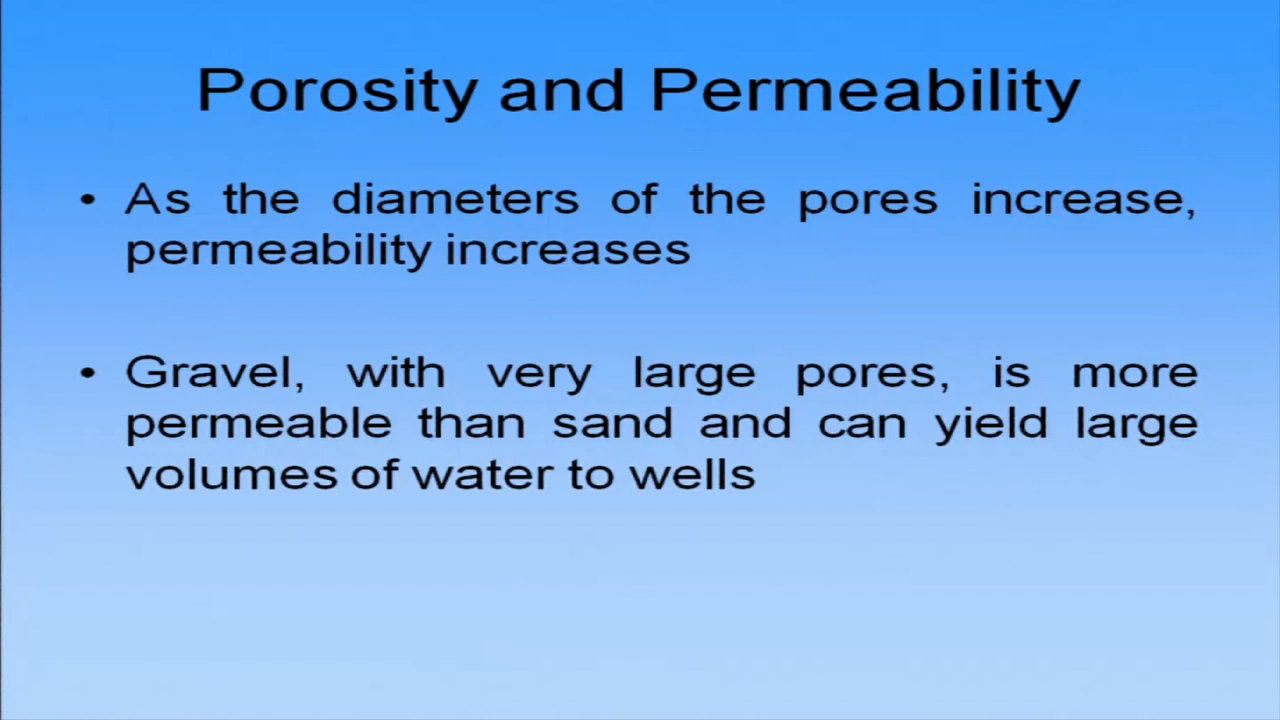 Porosity and Permeability
• As the diameters of the pores increase,
permeability increases
• Gravel, with very large pores, is more
permeable than sand and can yield large
volumes of water to wells